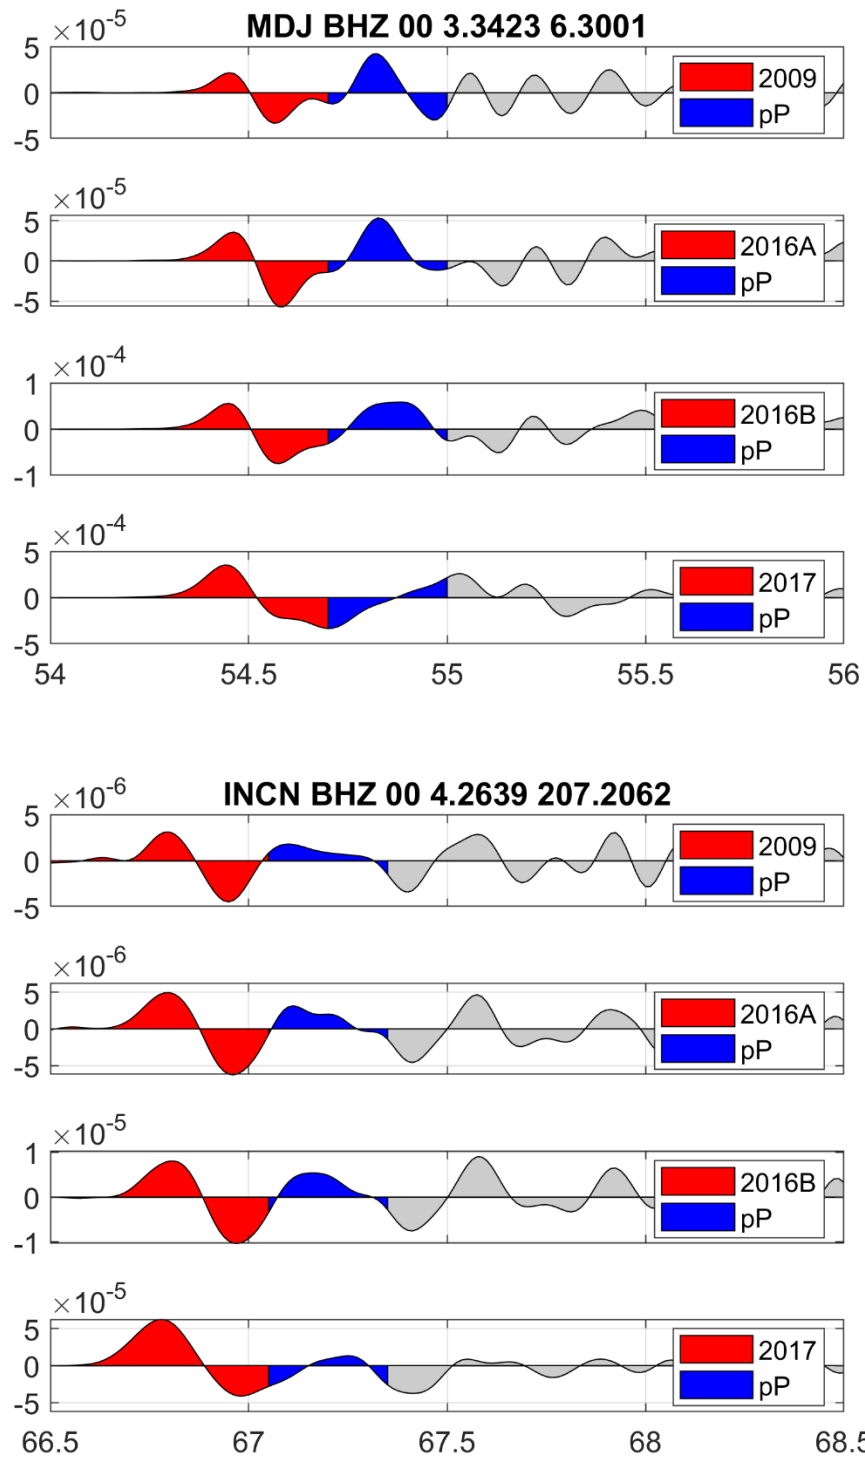 MDJ BHZ 00 3.3423 6.3001
×10-5
5
0
-5
2009
pP
×10-5
5
0
-5
2016A
pP
×10-4
1
0
-1
2016B
pP
×10-4
5
0
-5
2017
pP
54 54.5 55 55.5 56
INCN BHZ 00 4.2639 207.2062
×10-6
5
0
-5
2009
pP
×10-6
5
0
-5
2016A
pP
×10-5
1
0
-1
2016B
pP
×10-5
5
0
-5
2017
pP
66.5 67 67.5 68 68.5